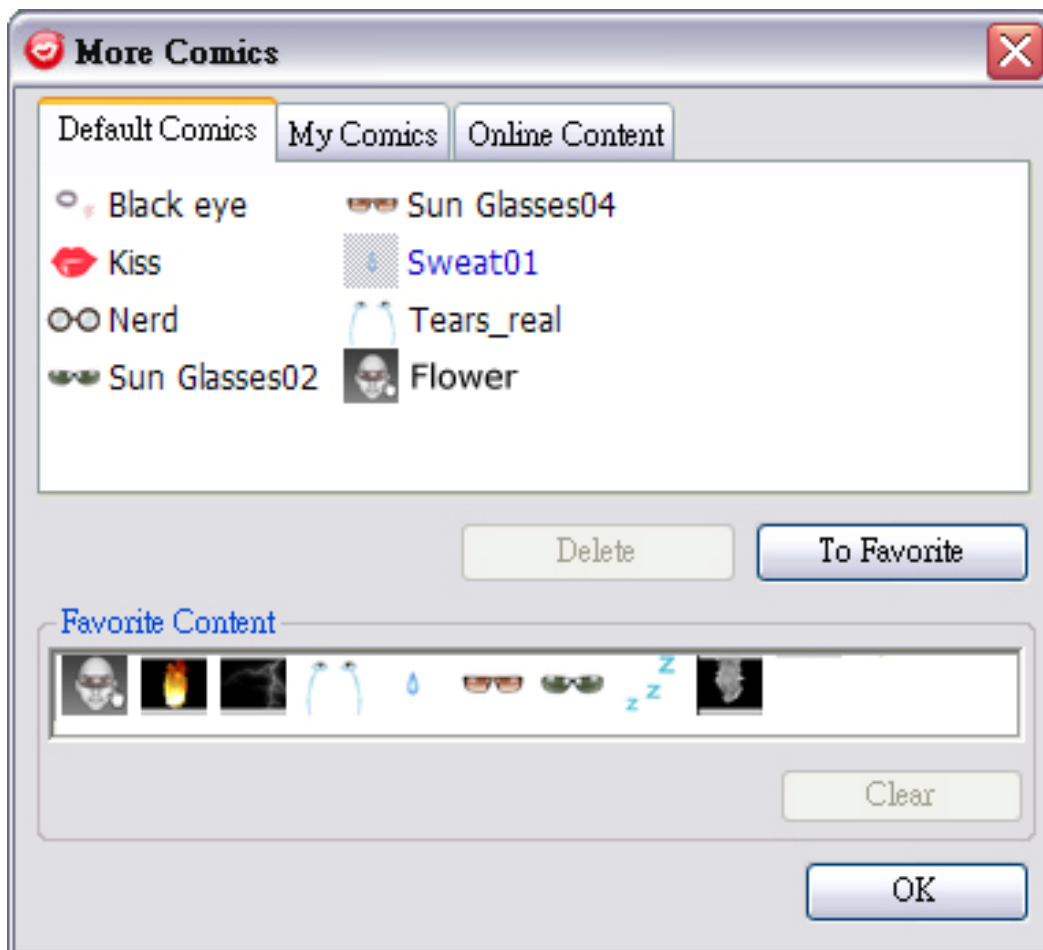 More Comics
Default Comics My Comics Online Content
Black eye Sun Glasses04
Kiss Sweat01
Nerd Tears_real
Sun Glasses02 Flower
Delete To Favorite
Favorite Content
z
z
z
Clear
OK